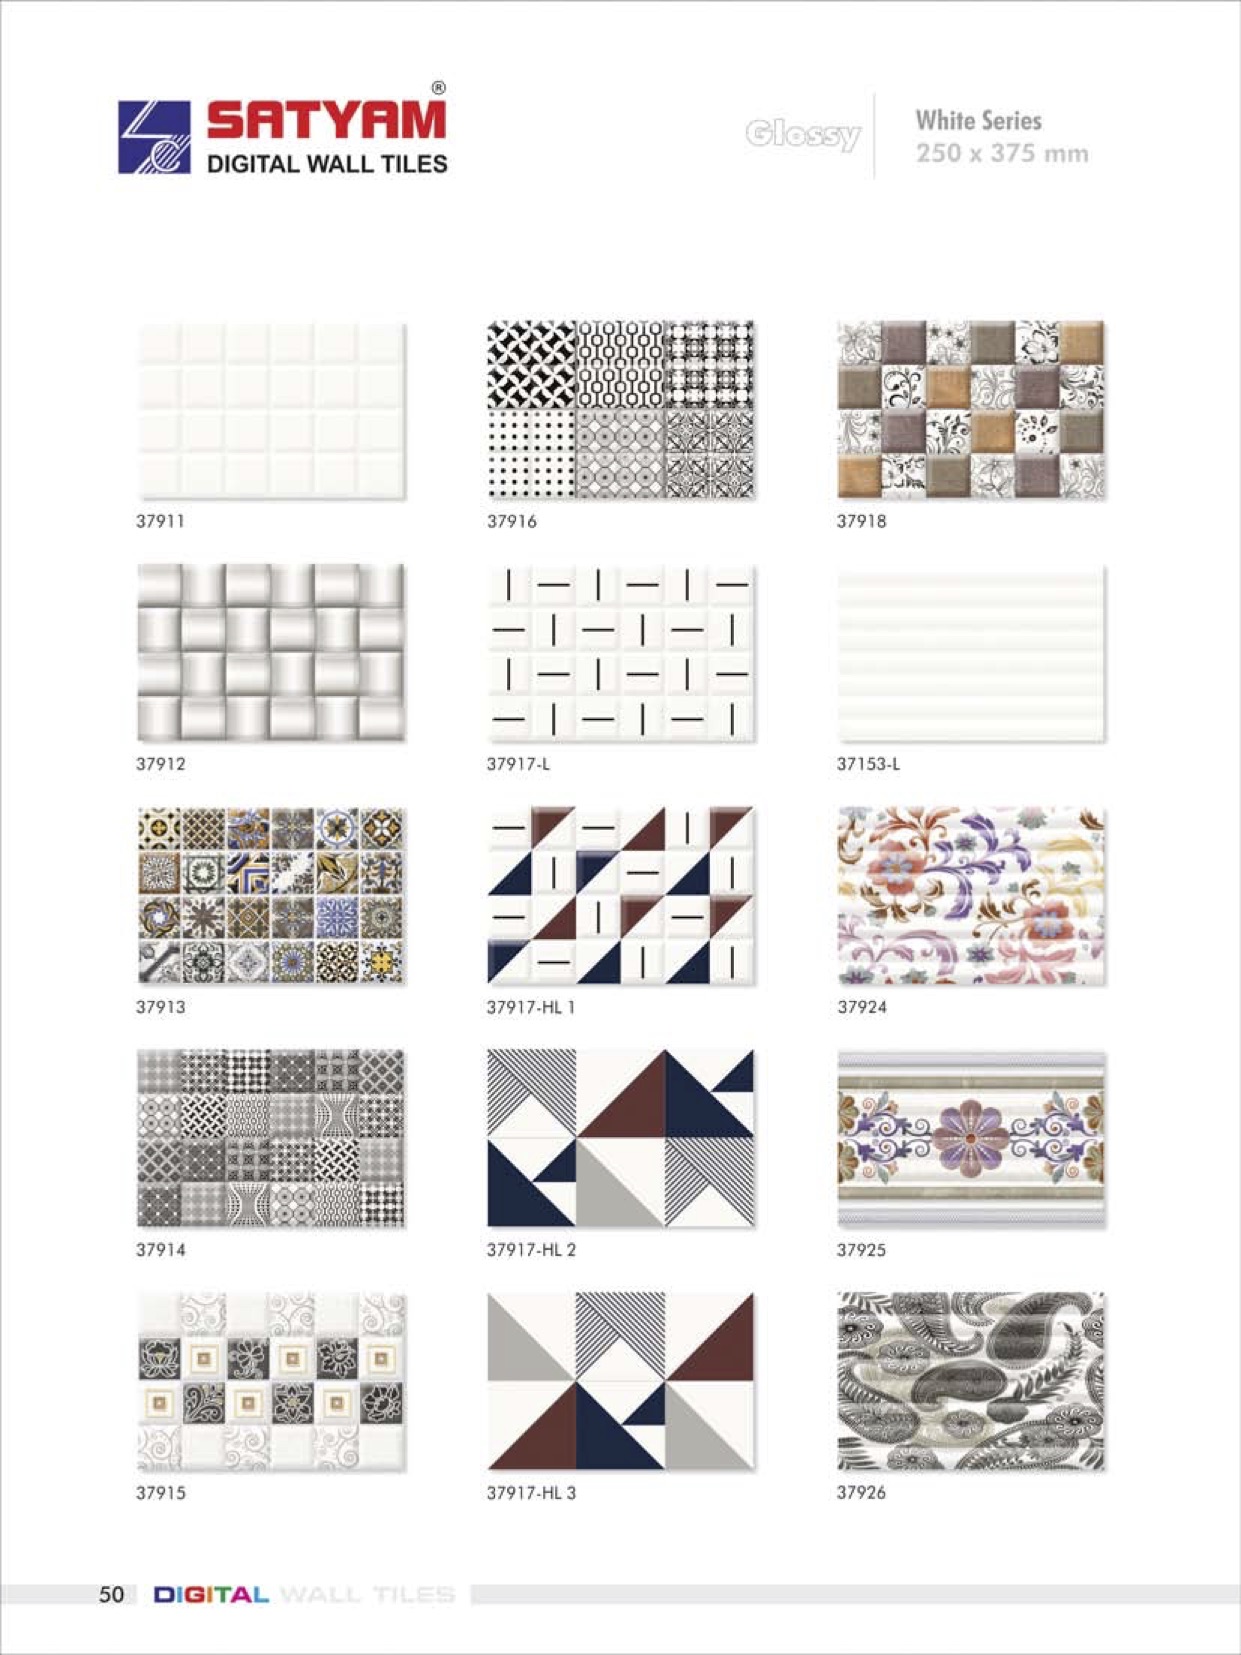 ®
SATYAM
DIGITAL WALL TILES
Glossy
White Series
250 x 375 mm
37911
37916
37918
37912
37917-L
37153-L
37913
37917-HL 1
37924
37914
37917-HL 2
37925
37915
37917-HL 3
37926
50 DIGITAL WALL TILES